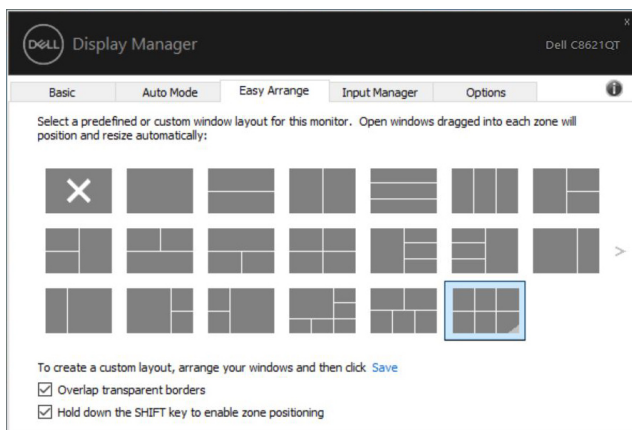 x
DELL Display Manager
Dell C8621QT
Basic Auto Mode Easy Arrange Input Manager Options
Select a predefined or custom window layout for this monitor. Open windows dragged into each zone will
position and resize automatically:
To create a custom layout, arrange your windows and then click Save
Overlap transparent borders
Hold down the SHIFT key to enable zone positioning